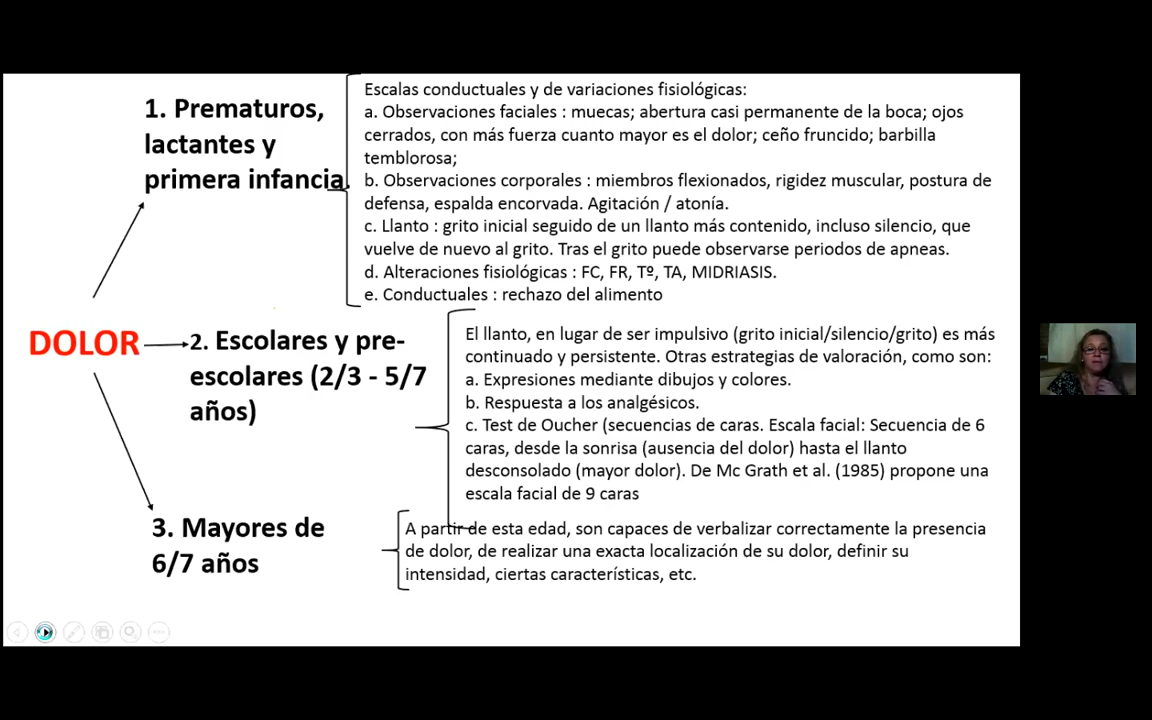 1. Prematuros,
lactantes y
primera infancia.
Escalas conductuales y de variaciones fisiológicas:
a. Observaciones faciales : muecas; abertura casi permanente de la boca; ojos
cerrados, con más fuerza cuanto mayor es el dolor; ceño fruncido; barbilla
temblorosa;
b. Observaciones corporales : miembros flexionados, rigidez muscular, postura de
defensa, espalda encorvada. Agitación / atonía.
c. Llanto : grito inicial seguido de un llanto más contenido, incluso silencio, que
vuelve de nuevo al grito. Tras el grito puede observarse periodos de apneas.
d. Alteraciones fisiológicas : FC, FR, Tº, TA, MIDRIASIS.
e. Conductuales : rechazo del alimento
DOLOR
2. Escolares y pre-
escolares (2/3 - 5/7
años)
El llanto, en lugar de ser impulsivo (grito inicial/silencio/grito) es más
continuado y persistente. Otras estrategias de valoración, como son:
a. Expresiones mediante dibujos y colores.
b. Respuesta a los analgésicos.
c. Test de Oucher (secuencias de caras. Escala facial: Secuencia de 6
caras, desde la sonrisa (ausencia del dolor) hasta el llanto
desconsolado (mayor dolor). De Mc Grath et al. (1985) propone una
escala facial de 9 caras
3. Mayores de
6/7 años
A partir de esta edad, son capaces de verbalizar correctamente la presencia
de dolor, de realizar una exacta localización de su dolor, definir su
intensidad, ciertas características, etc.